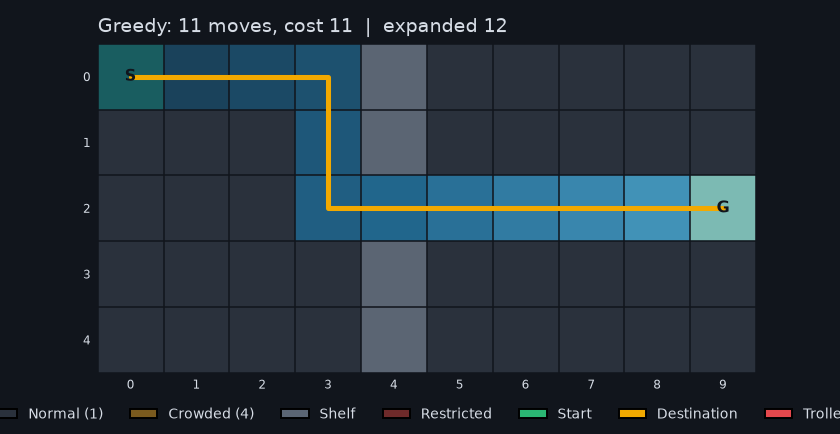 Greedy: 11 moves, cost 11 | expanded 12
0
S
1
2
G
3
4
0 1 2 3 4 5 6 7 8 9
Normal (1) Crowded (4) Shelf Restricted Start Destination Trolle